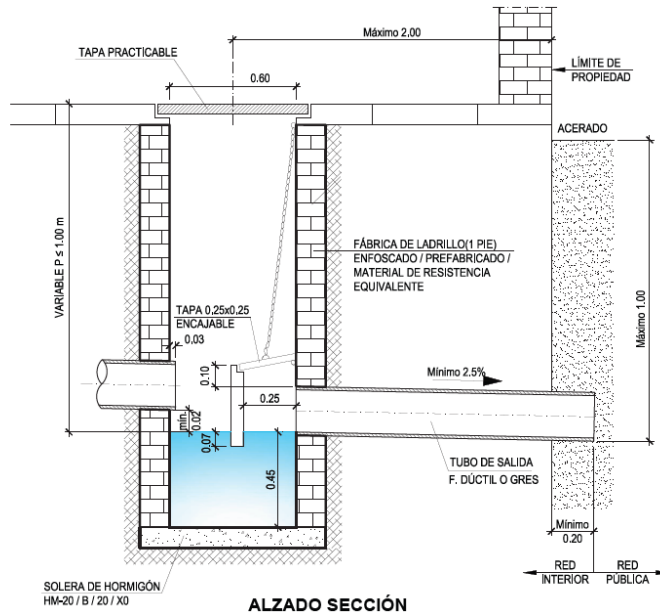 Máximo 2,00
TAPA PRACTICABLE
0.60
LÍMITE DE
PROPIEDAD
ACERADO
VARIABLE P ≤ 1.00 m
FÁBRICA DE LADRILLO(1 PIE)
ENFOSCADO / PREFABRICADO /
MATERIAL DE RESISTENCIA
EQUIVALENTE
TAPA 0,25x0,25
ENCAJABLE
0,03
Máximo 1.00
0.10
Mínimo 2.5%
0.25
mín.
0.02
0.07
0.45
TUBO DE SALIDA
F. DÚCTIL O GRES
Mínimo
0.20
SOLERA DE HORMIGÓN
HM-20 / B / 20 / X0
RED
INTERIOR
RED
PÚBLICA
ALZADO SECCIÓN